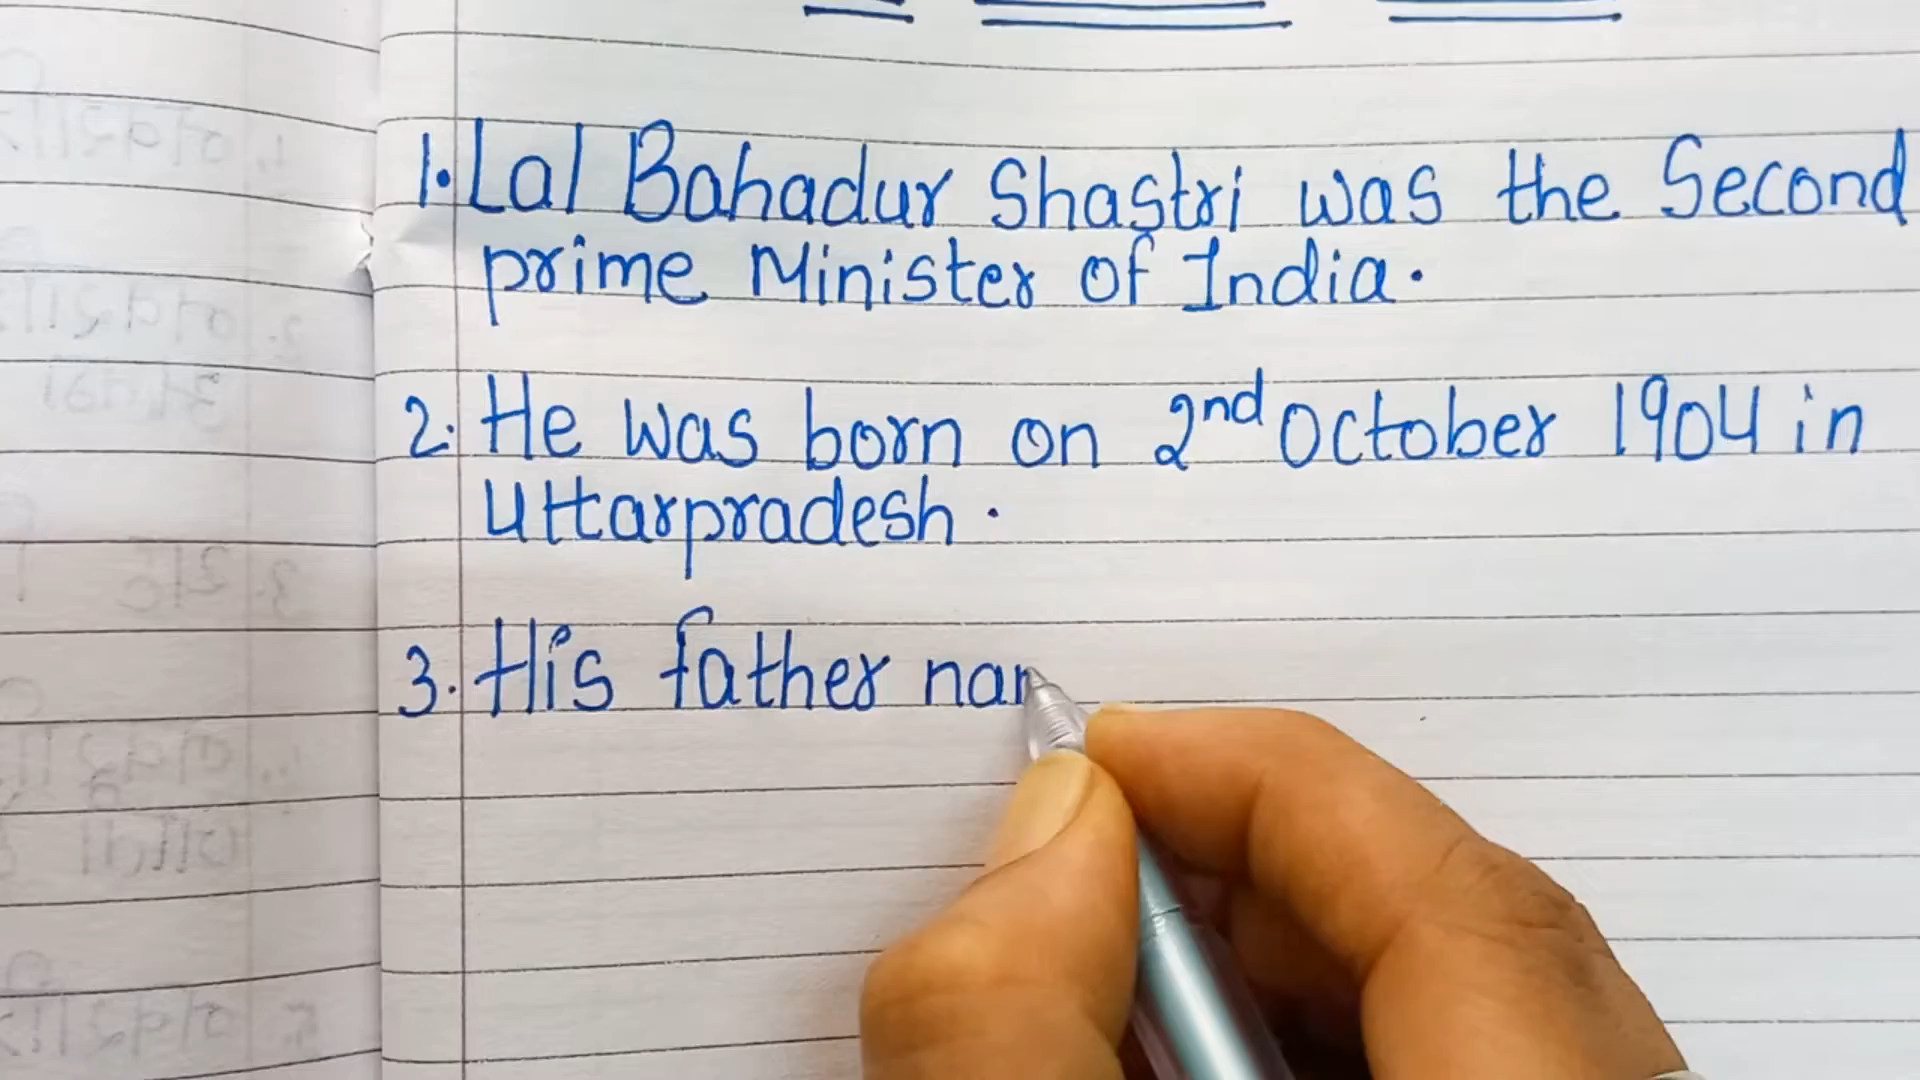 1. Lal Bahadur Shastri was the Second
prime Minister of India.
2. He was born on 2nd October 1904 in
Uttarpradesh.
3. His father